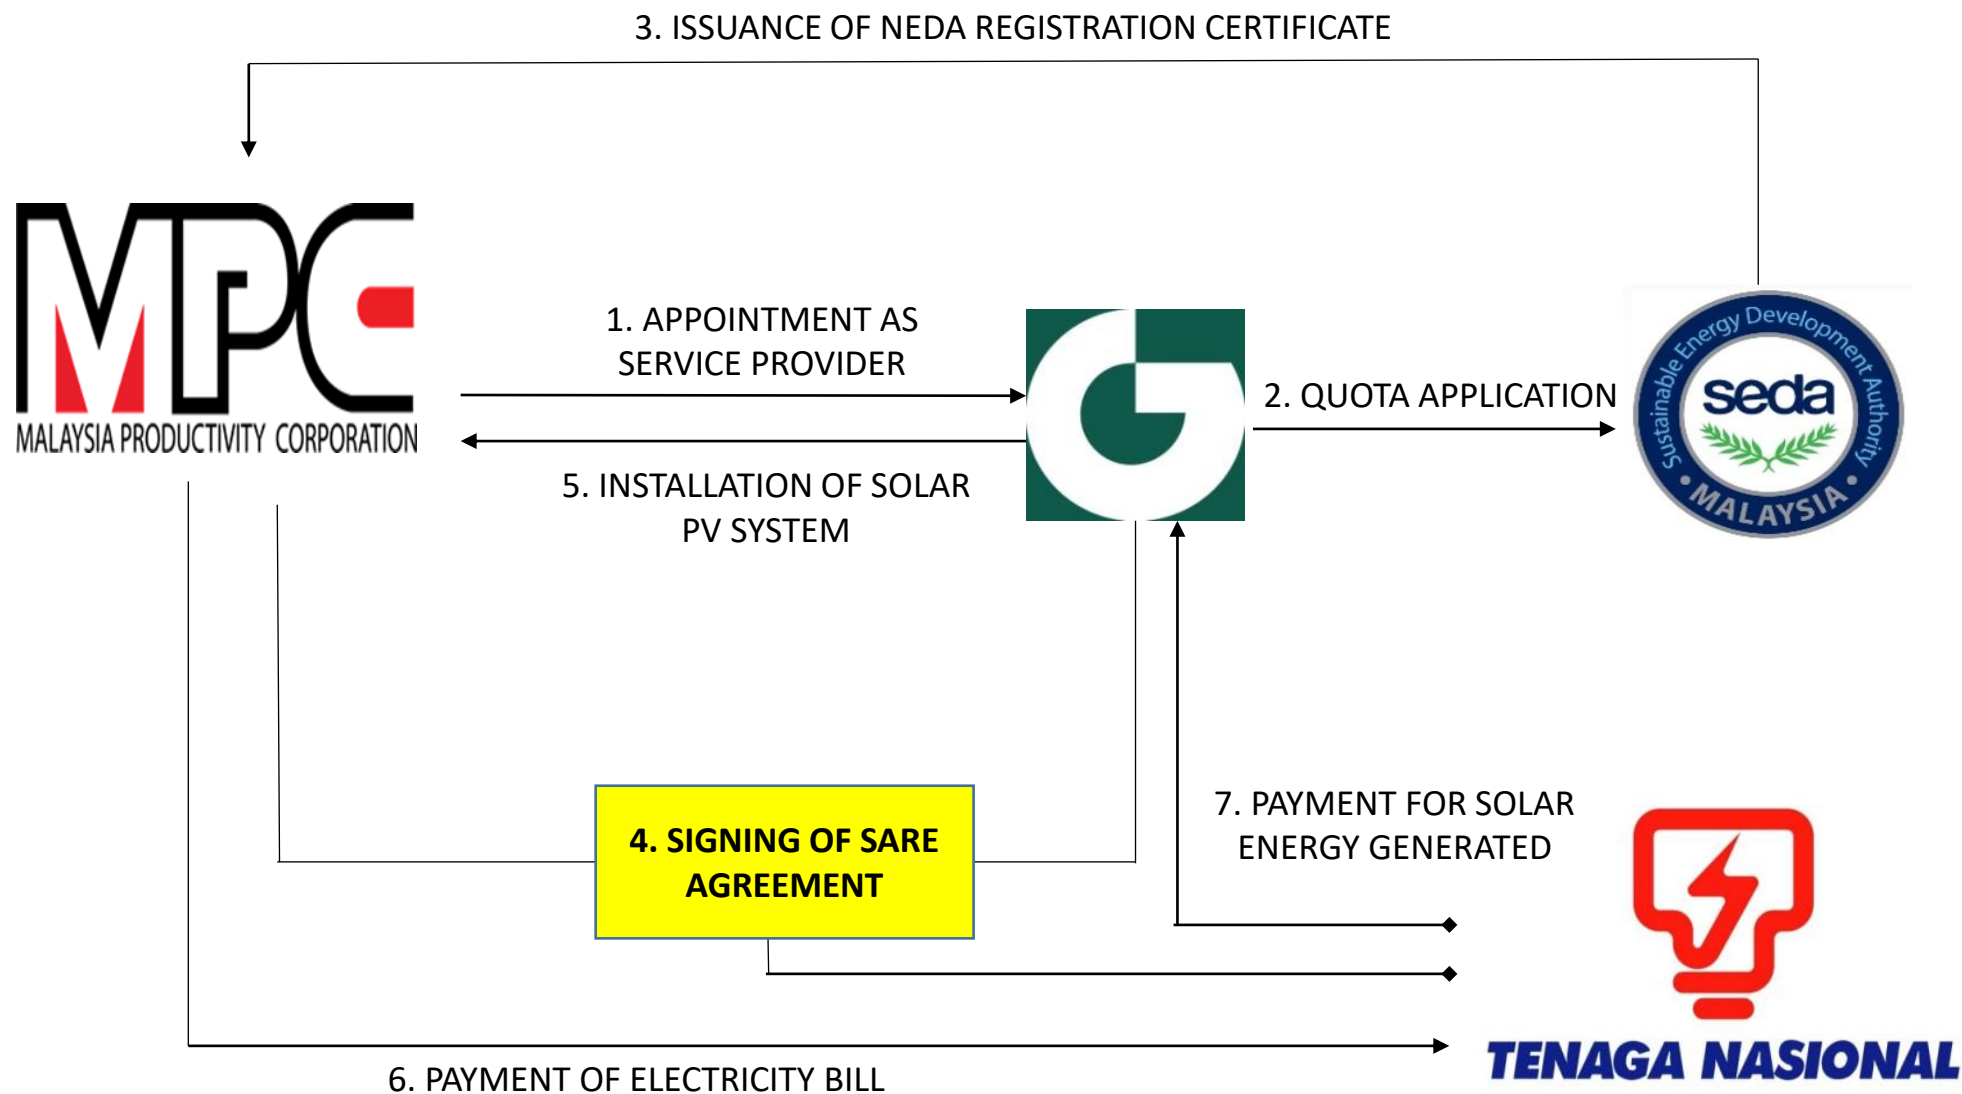 3. ISSUANCE OF NEDA REGISTRATION CERTIFICATE
MPC
MALAYSIA PRODUCTIVITY CORPORATION
1. APPOINTMENT AS
SERVICE PROVIDER
5. INSTALLATION OF SOLAR
PV SYSTEM
2. QUOTA APPLICATION
Sustainable Energy Development Authority
seda
• MALAYSIA •
4. SIGNING OF SARE
AGREEMENT
7. PAYMENT FOR SOLAR
ENERGY GENERATED
TENAGA NASIONAL
6. PAYMENT OF ELECTRICITY BILL